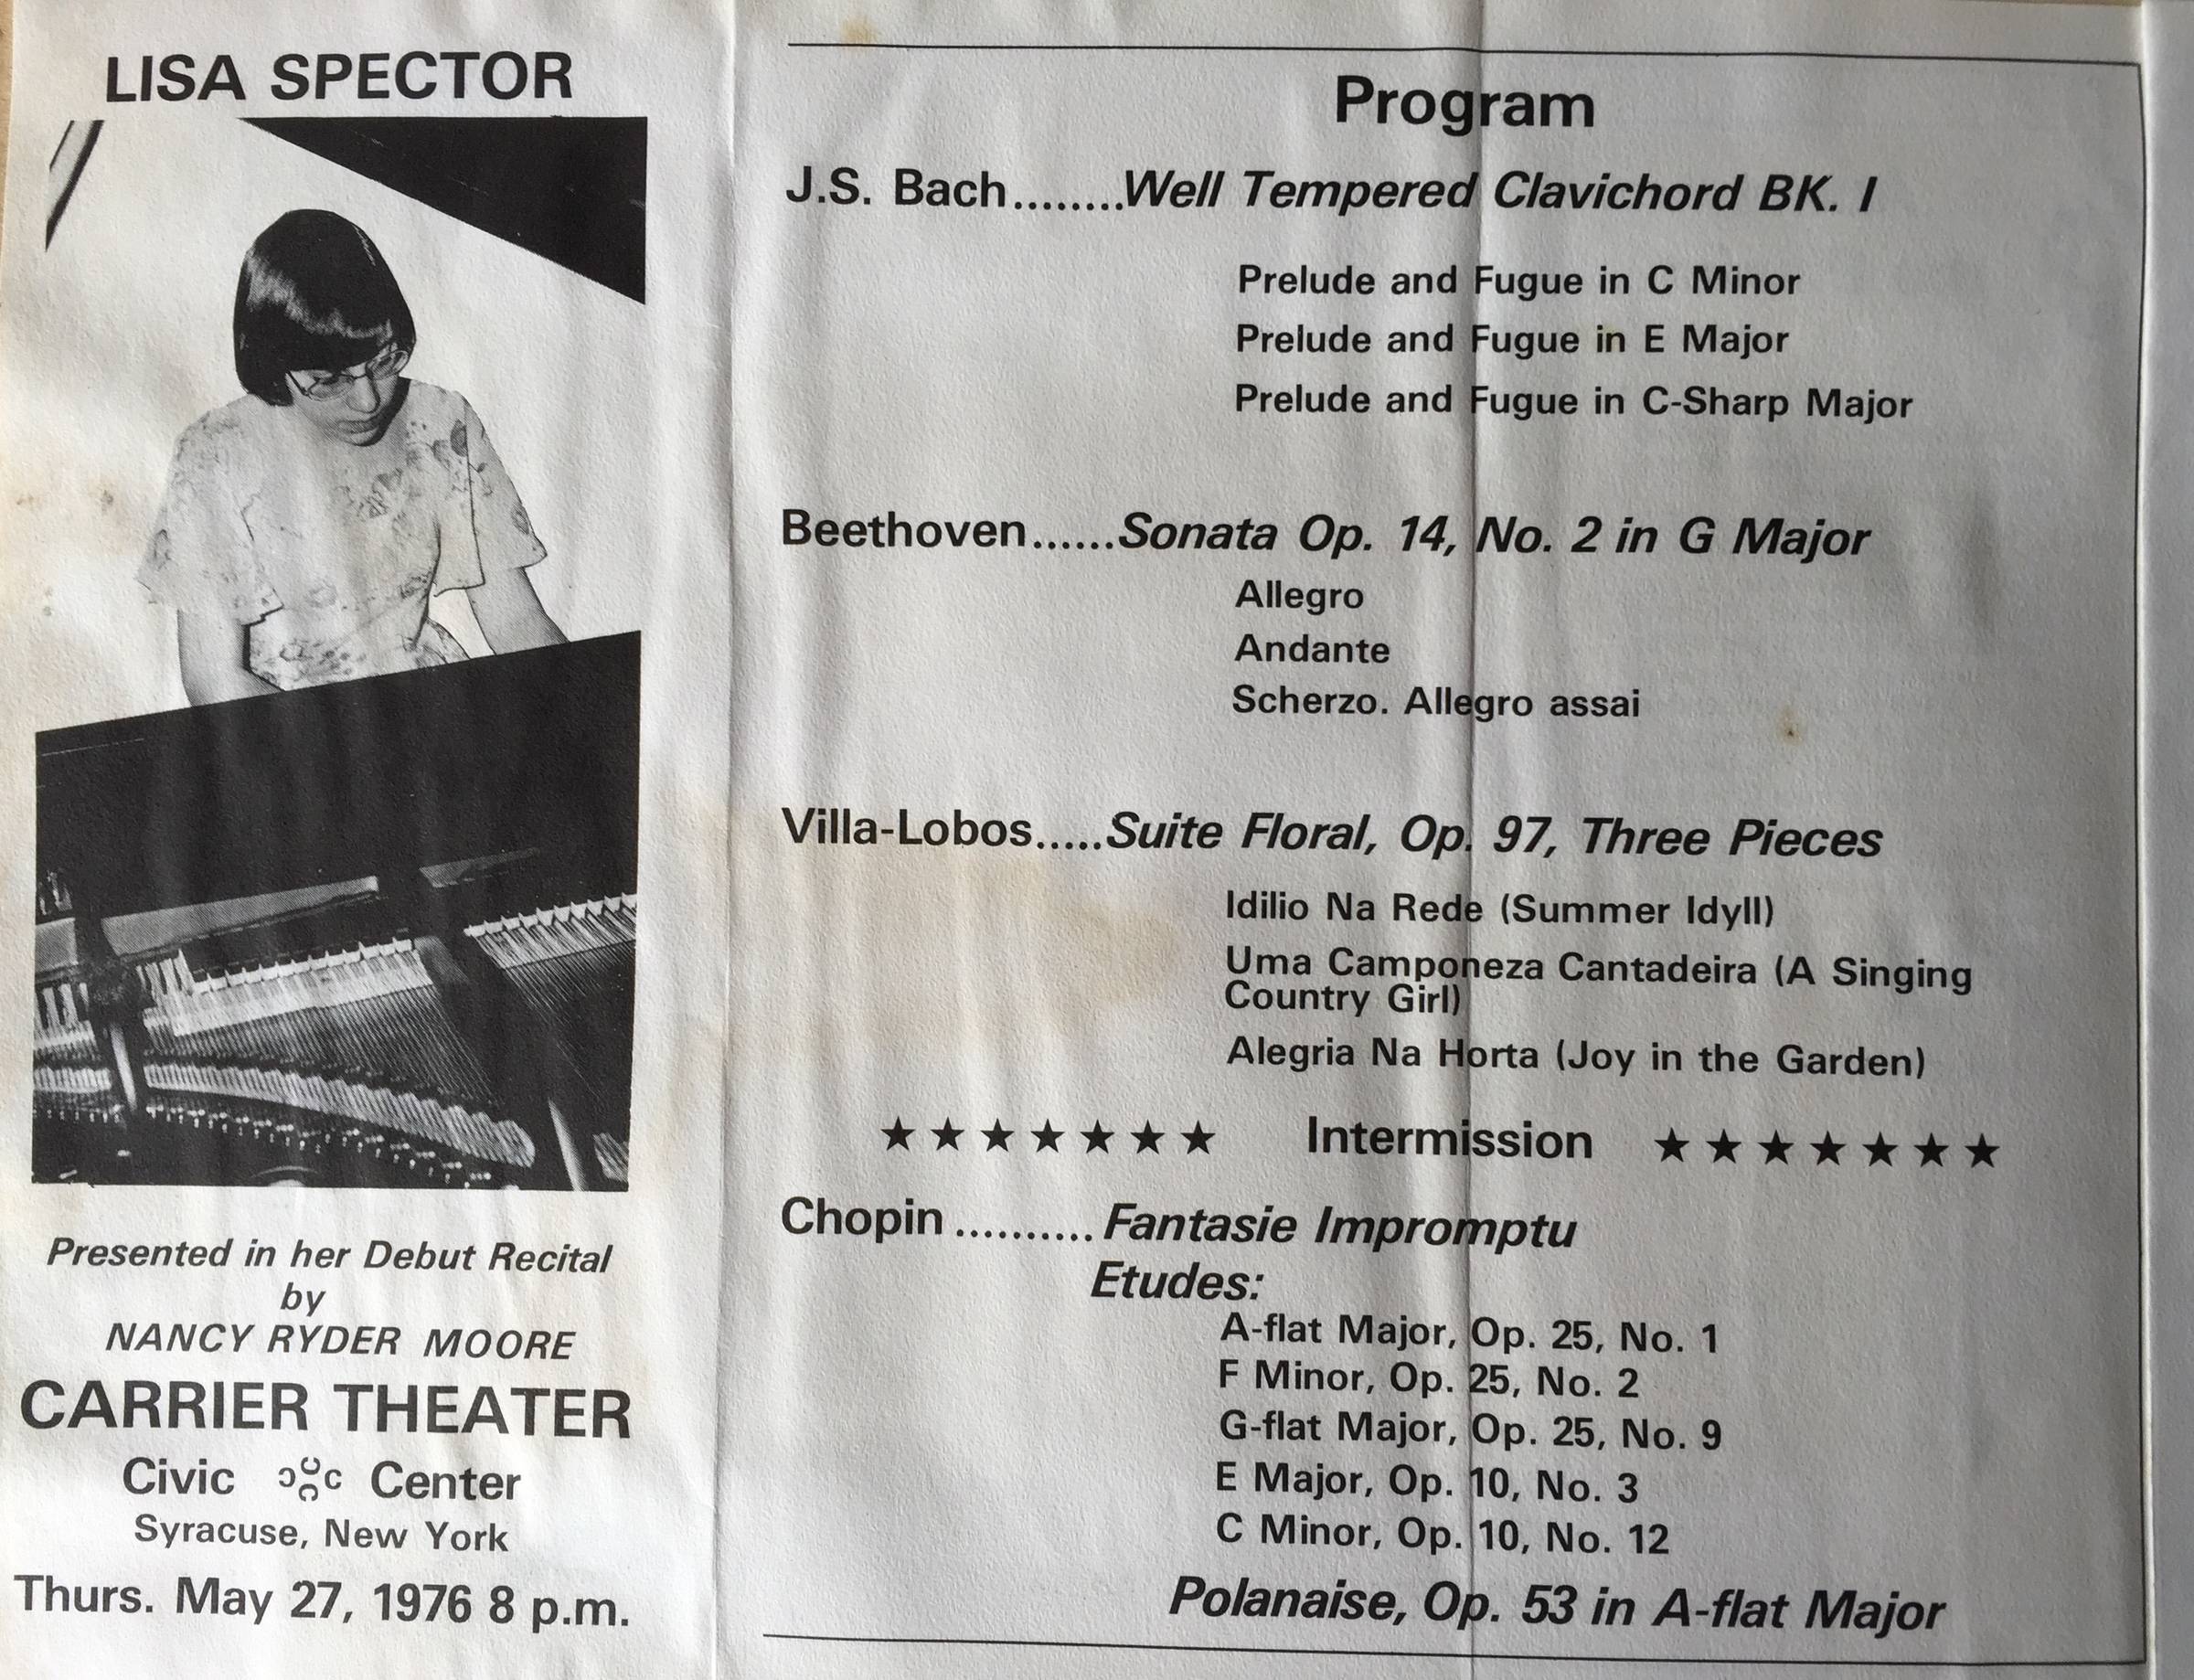 LISA SPECTOR
Presented in her Debut Recital
by
NANCY RYDER MOORE
CARRIER THEATER
Civic Center
Syracuse, New York
Thurs. May 27, 1976 8 p.m.
Program
J.S. Bach........Well Tempered Clavichord BK. I
Prelude and Fugue in C Minor
Prelude and Fugue in E Major
Prelude and Fugue in C-Sharp Major
Beethoven......Sonata Op. 14, No. 2 in G Major
Allegro
Andante
Scherzo. Allegro assai
Villa-Lobos.....Suite Floral, Op. 97, Three Pieces
Idilio Na Rede (Summer Idyll)
Uma Camponeza Cantadeira (A Singing
Country Girl)
Alegria Na Horta (Joy in the Garden)
★★★★★★★ Intermission ★★★★★★★
Chopin..........Fantasie Impromptu
Etudes:
A-flat Major, Op. 25, No. 1
F Minor, Op. 25, No. 2
G-flat Major, Op. 25, No. 9
E Major, Op. 10, No. 3
C Minor, Op. 10, No. 12
Polanaise, Op. 53 in A-flat Major